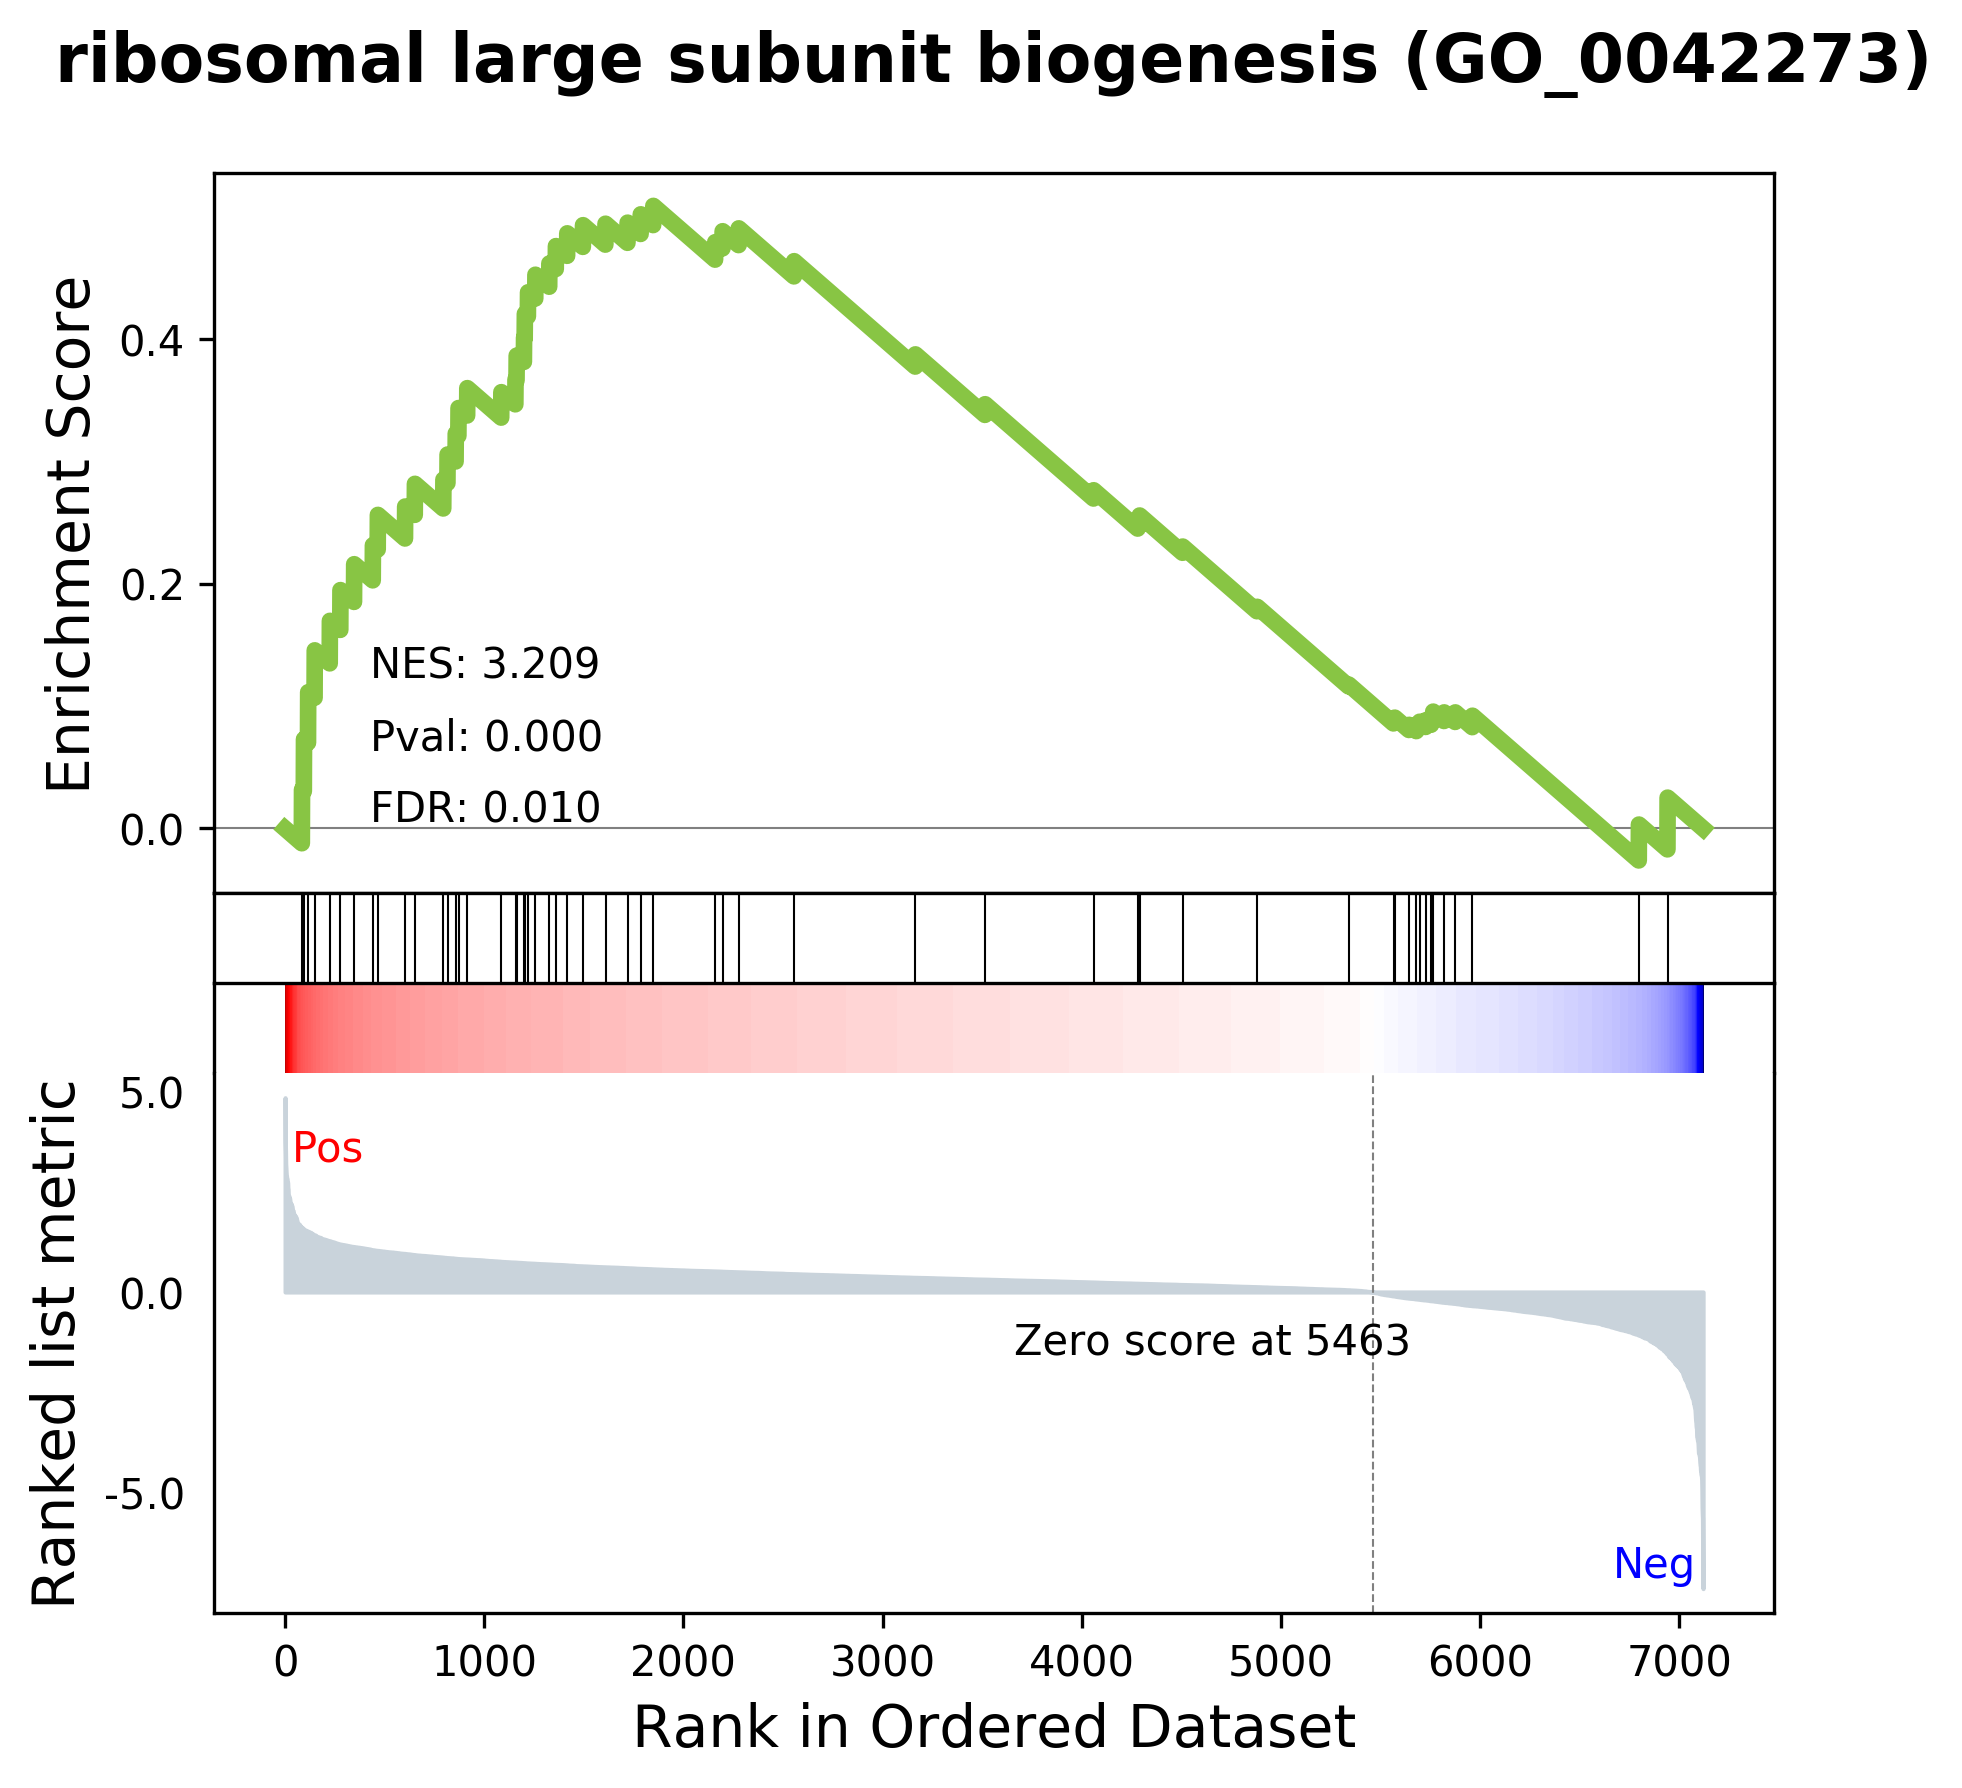 ribosomal large subunit biogenesis (GO_0042273)
Enrichment Score
0.4
0.2
0.0
NES: 3.209
Pval: 0.000
FDR: 0.010
Ranked list metric
5.0
0.0
-5.0
Pos
Zero score at 5463
Neg
0 1000 2000 3000 4000 5000 6000 7000
Rank in Ordered Dataset